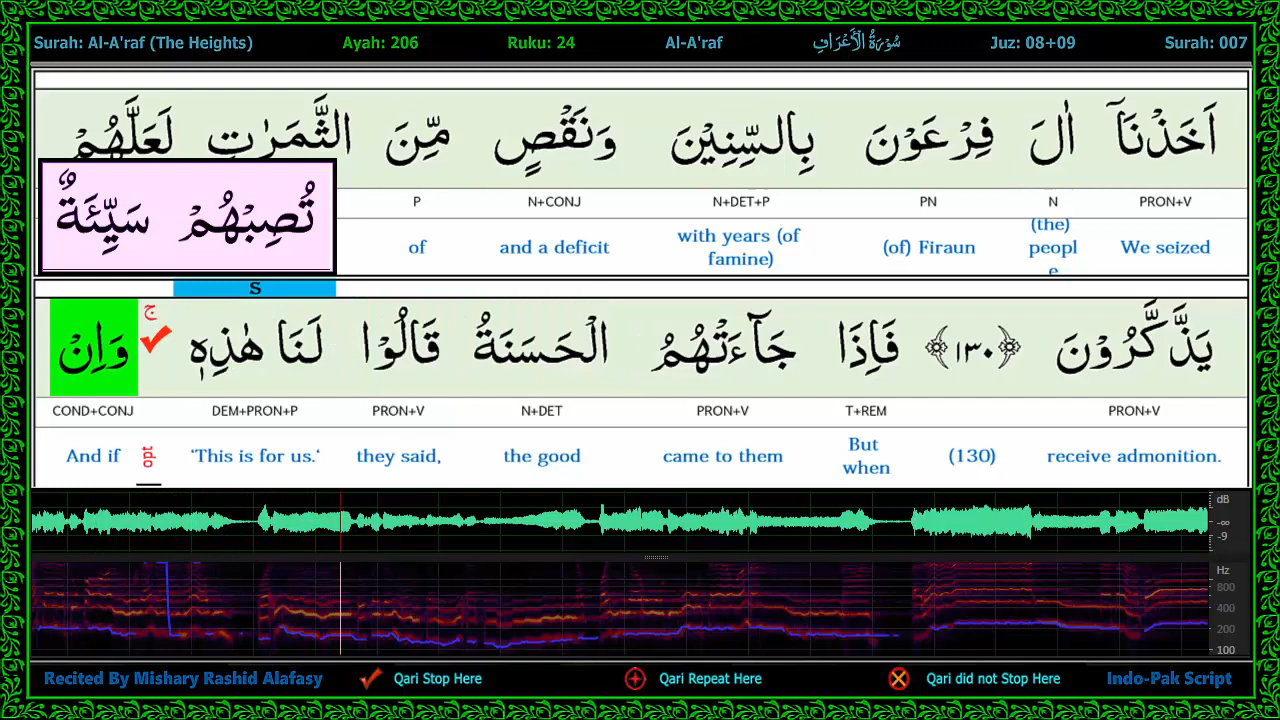 Surah: Al-A'raf (The Heights) Ayah: 206 Ruku: 24 Al-A'raf سُوْرَةُ الْأَعْرَافِ Juz: 08+09 Surah: 007
اَخَذْنَاۤ اٰلَ فِرْعَوْنَ بِالسِّنِيْنَ وَنَقْصٍ مِّنَ الثَّمَرٰتِ لَعَلَّهُمْ
PRON+V N PN N+DET+P N+CONJ P
We seized (the) people (of) Firaun with years (of famine) and a deficit of
تُصِبْهُمْ سَيِّئَةٌ
S
يَذَّكَّرُوْنَ ﴿۱۳۰﴾ فَاِذَا جَآءَتْهُمُ الْحَسَنَةُ قَالُوْا لَنَا هٰذِهٖ ج وَاِنْ
PRON+V T+REM PRON+V N+DET PRON+V DEM+PRON+P COND+CONJ
receive admonition. (130) But when came to them the good they said, ‘This is for us.‘ opt And if
dB
-∞
-9
Hz
800
400
200
100
Recited By Mishary Rashid Alafasy Qari Stop Here Qari Repeat Here Qari did not Stop Here Indo-Pak Script